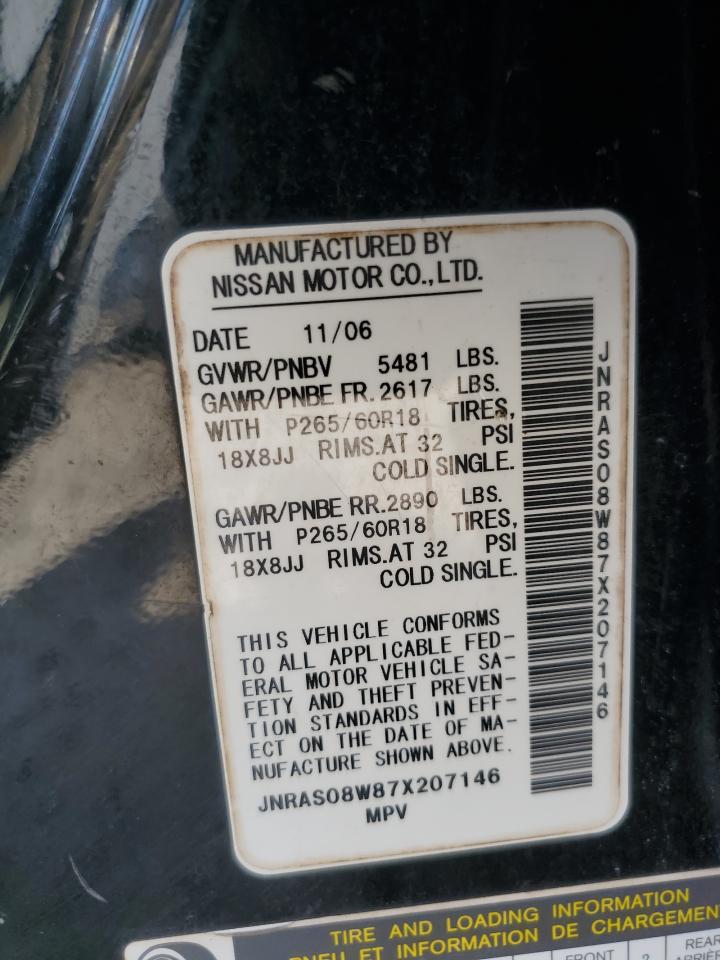 MANUFACTURED BY
NISSAN MOTOR CO.,LTD.
DATE 11/06
GVWR/PNBV 5481 LBS.
GAWR/PNBE FR. 2617 LBS.
WITH P265/60R18 TIRES,
18X8JJ RIMS.AT 32 PSI
COLD SINGLE.
GAWR/PNBE RR.2890 LBS.
WITH P265/60R18 TIRES,
18X8JJ RIMS.AT 32 PSI
COLD SINGLE.
THIS VEHICLE CONFORMS
TO ALL APPLICABLE FED-
ERAL MOTOR VEHICLE SA-
FETY AND THEFT PREVEN-
TION STANDARDS IN EFF-
ECT ON THE DATE OF MA-
NUFACTURE SHOWN ABOVE.
JNRAS08W87X207146
MPV
JNRAS08W87X207146
TIRE AND LOADING INFORMATION
PNEU ET INFORMATION DE CHARGEMEN
FRONT 2 REAR